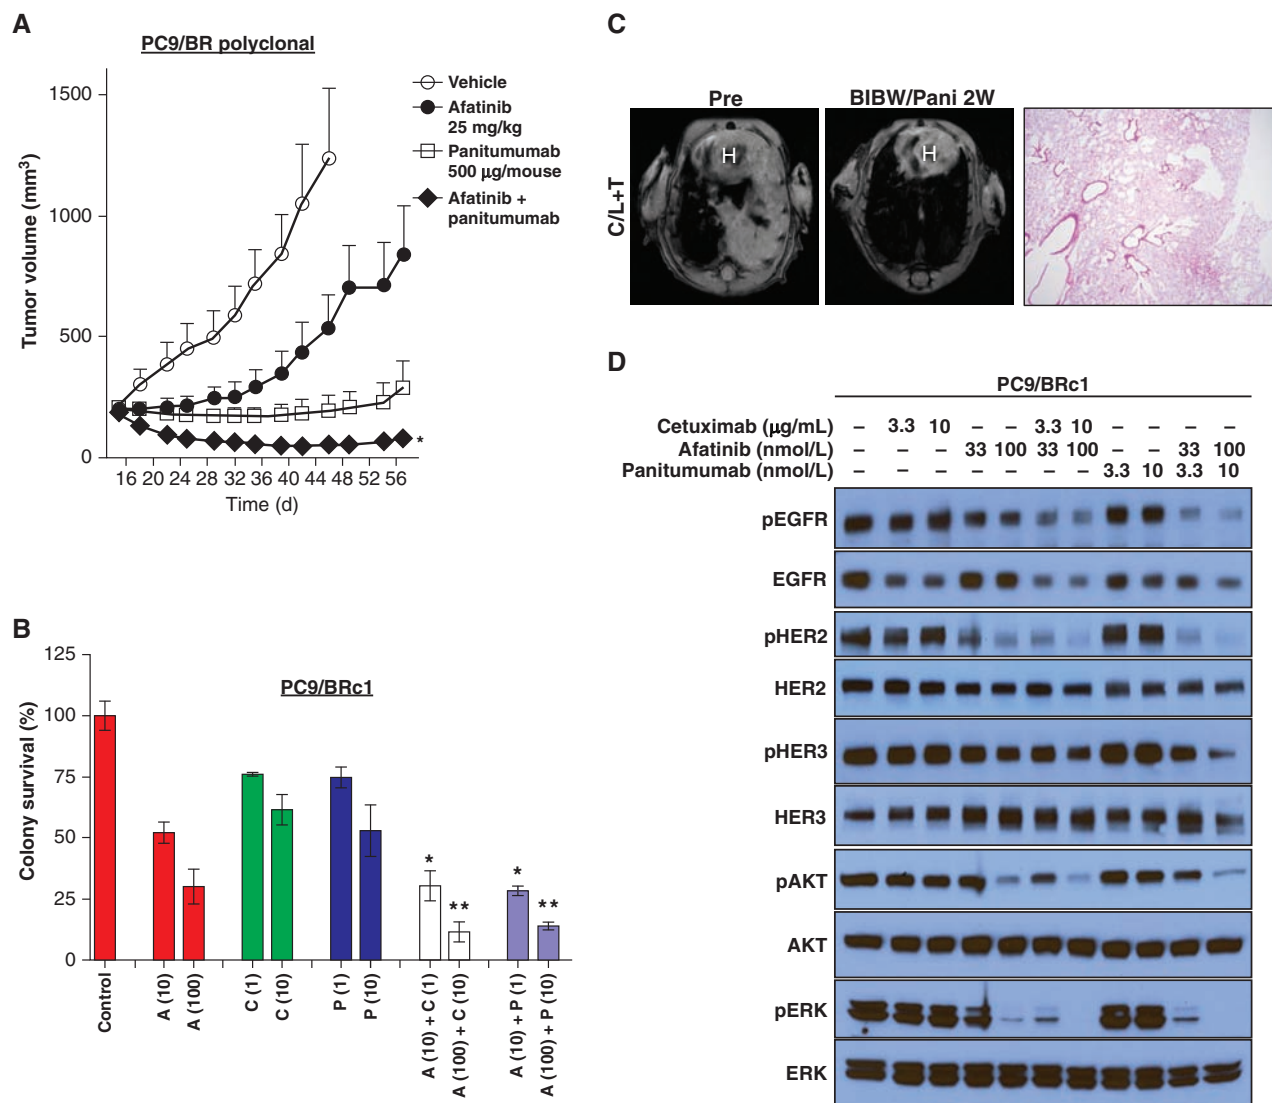 A
PC9/BR polyclonal
Tumor volume (mm³)
1500
1000
500
0
16 20 24 28 32 36 40 44 48 52 56
Time (d)
Vehicle
Afatinib
25 mg/kg
Panitumumab
500 µg/mouse
Afatinib +
panitumumab
*
B
PC9/BRc1
Colony survival (%)
125
100
75
50
25
0
* ** * **
Control
A (10)
A (100)
C (1)
C (10)
P (1)
P (10)
A (10) + C (1)
A (100) + C (10)
A (10) + P (1)
A (100) + P (10)
C
Pre
BIBW/Pani 2W
C/L+T
H
H
D
PC9/BRc1
Cetuximab (µg/mL) – 3.3 10 – – 3.3 10 – – – –
Afatinib (nmol/L) – – – 33 100 33 100 – – 33 100
Panitumumab (nmol/L) – – – – – – – 3.3 10 3.3 10
pEGFR
EGFR
pHER2
HER2
pHER3
HER3
pAKT
AKT
pERK
ERK